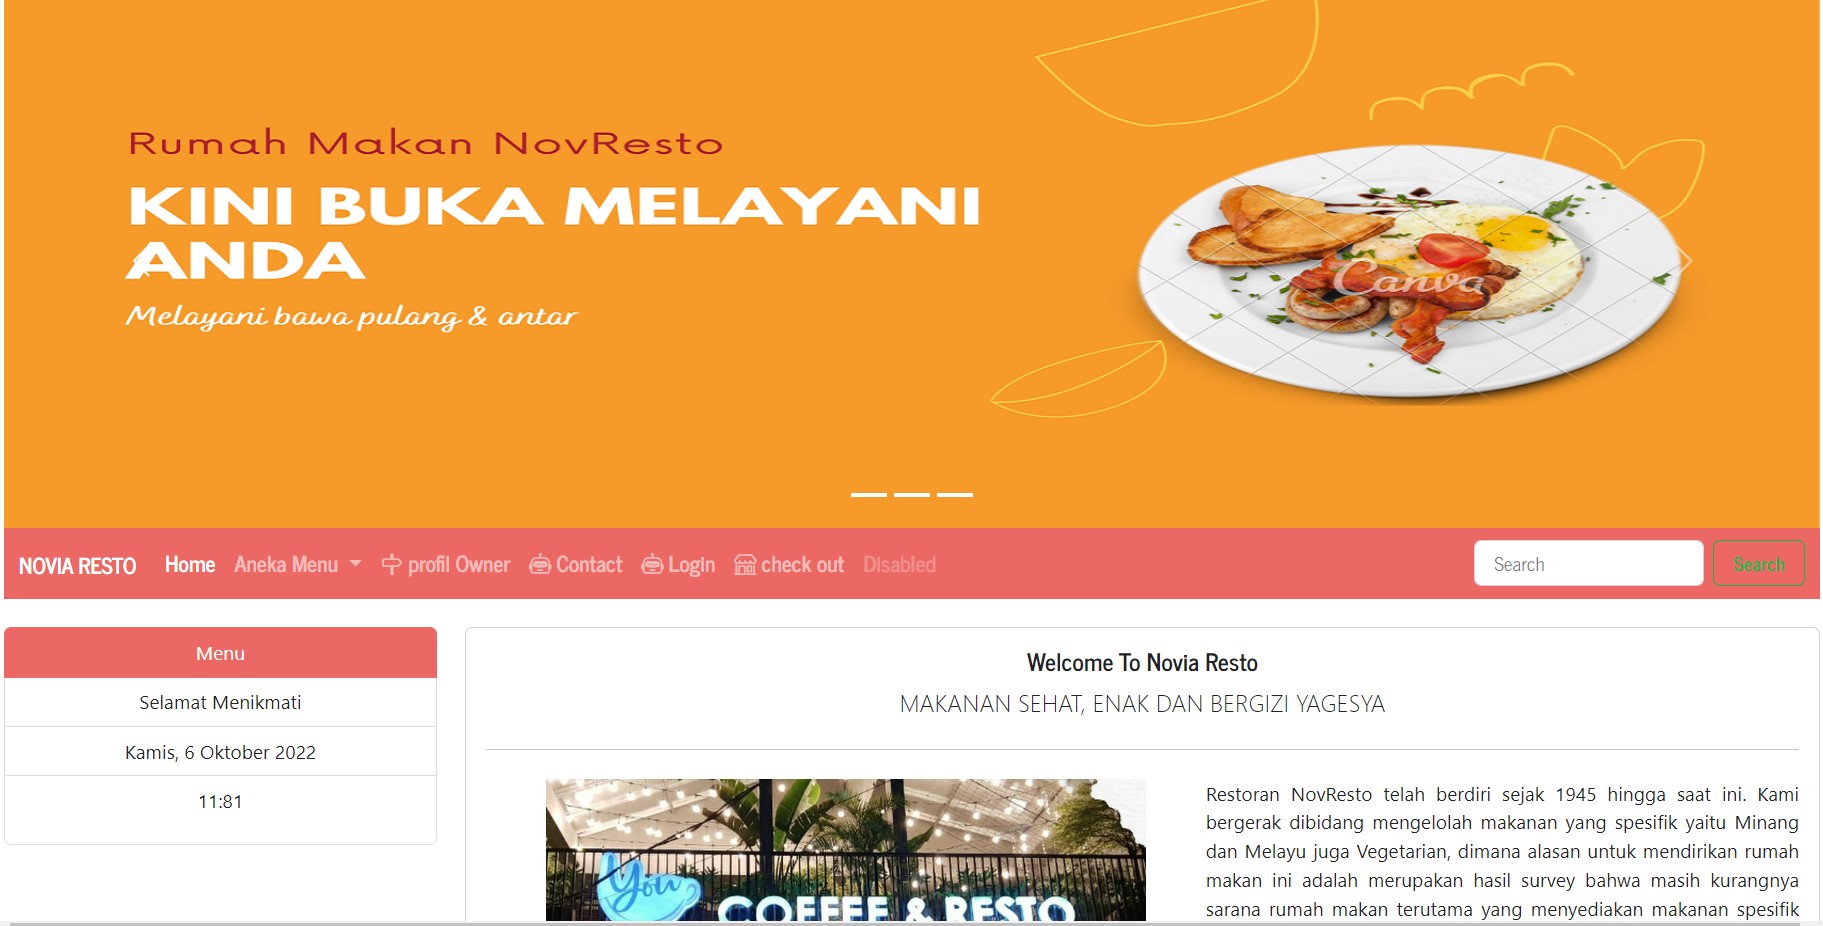 Rumah Makan NovResto
KINI BUKA MELAYANI
ANDA
Melayani bawa pulang & antar
Canva
NOVIA RESTO Home Aneka Menu profil Owner Contact Login check out Disabled Search Search
Menu
Selamat Menikmati
Kamis, 6 Oktober 2022
11:81
Welcome To Novia Resto
MAKANAN SEHAT, ENAK DAN BERGIZI YAGESYA
You
COFFEE & RESTO
Restoran NovResto telah berdiri sejak 1945 hingga saat ini. Kami
bergerak dibidang mengelolah makanan yang spesifik yaitu Minang
dan Melayu juga Vegetarian, dimana alasan untuk mendirikan rumah
makan ini adalah merupakan hasil survey bahwa masih kurangnya
sarana rumah makan terutama yang menyediakan makanan spesifik